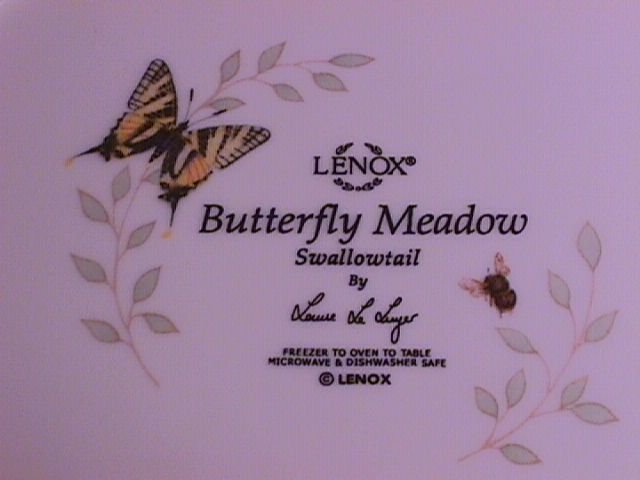 LENOX®
Butterfly Meadow
Swallowtail
By
Louise Le Luyer
FREEZER TO OVEN TO TABLE
MICROWAVE & DISHWASHER SAFE
© LENOX